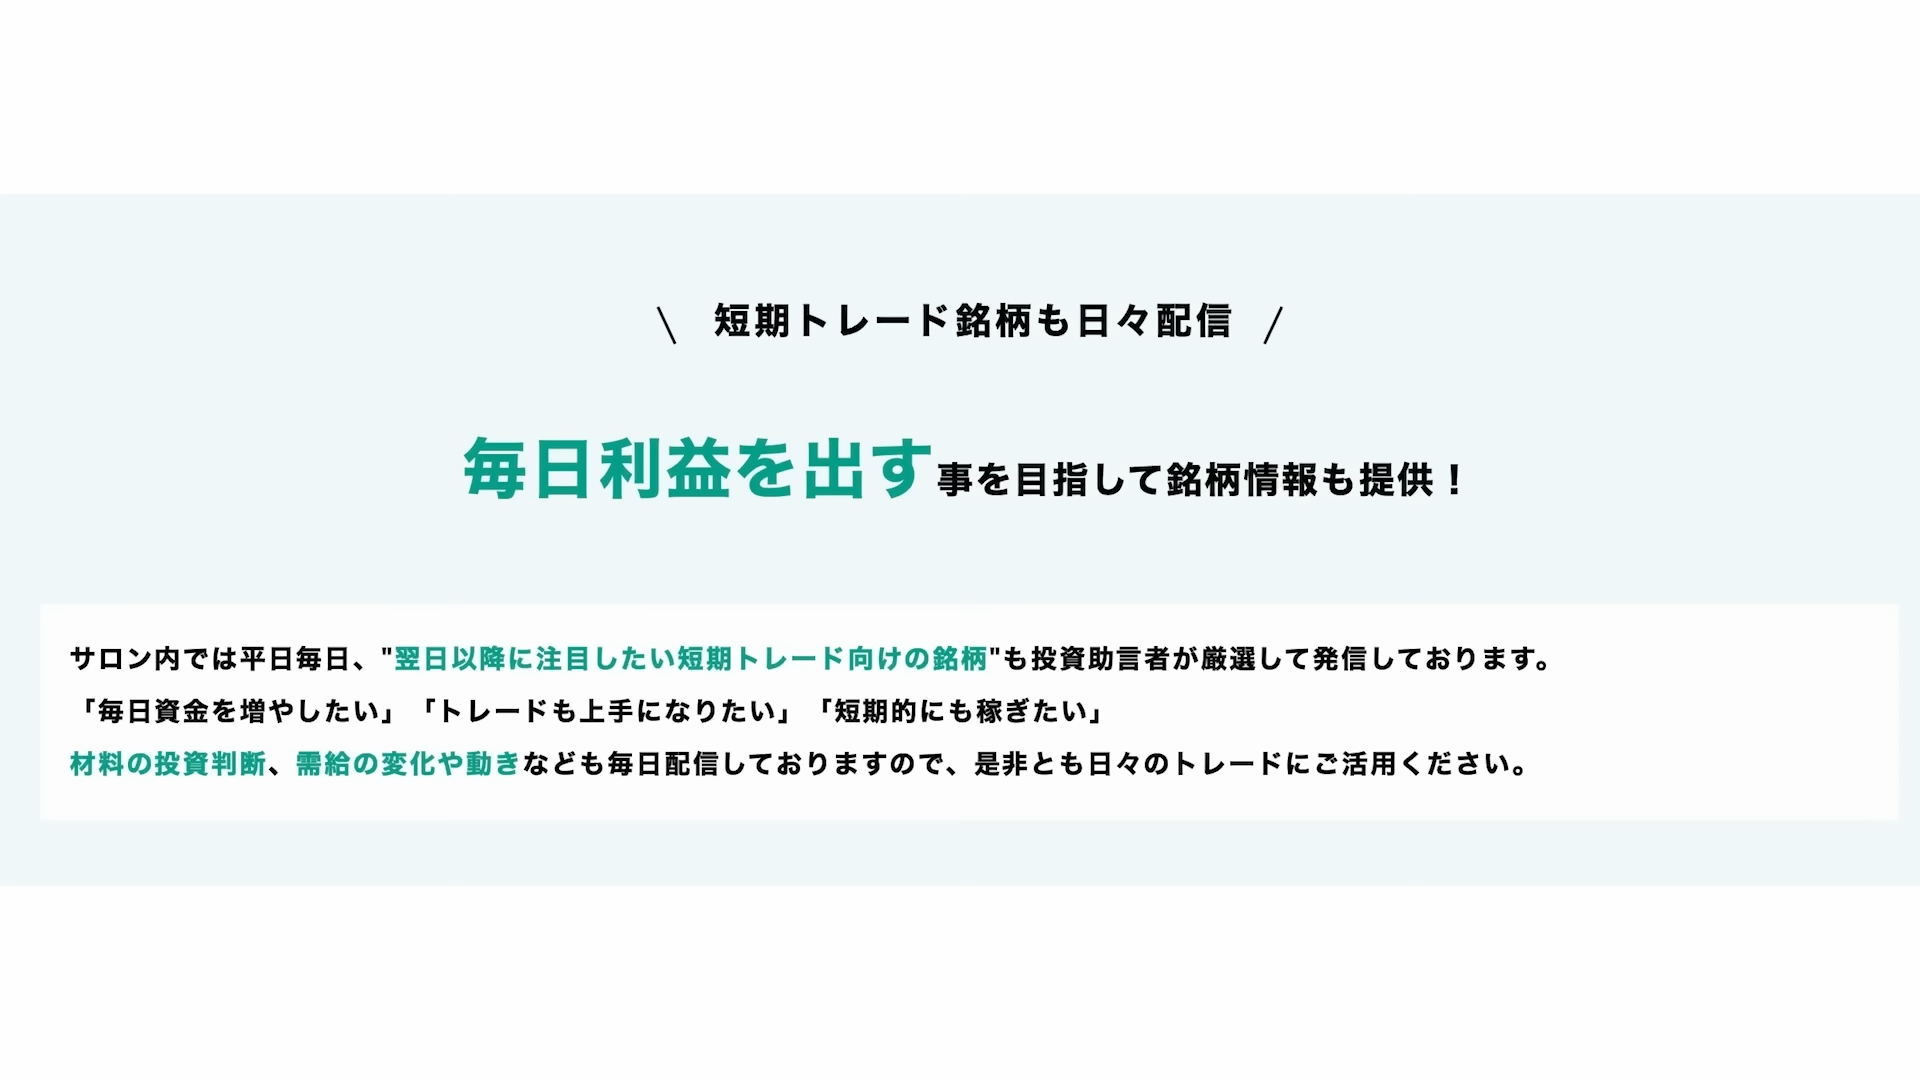 \ 短期トレード銘柄も日々配信 /
毎日利益を出す事を目指して銘柄情報も提供！
サロン内では平日毎日、"翌日以降に注目したい短期トレード向けの銘柄"も投資助言者が厳選して発信しております。
「毎日資金を増やしたい」「トレードも上手になりたい」「短期的にも稼ぎたい」
材料の投資判断、需給の変化や動きなども毎日配信しておりますので、是非とも日々のトレードにご活用ください。